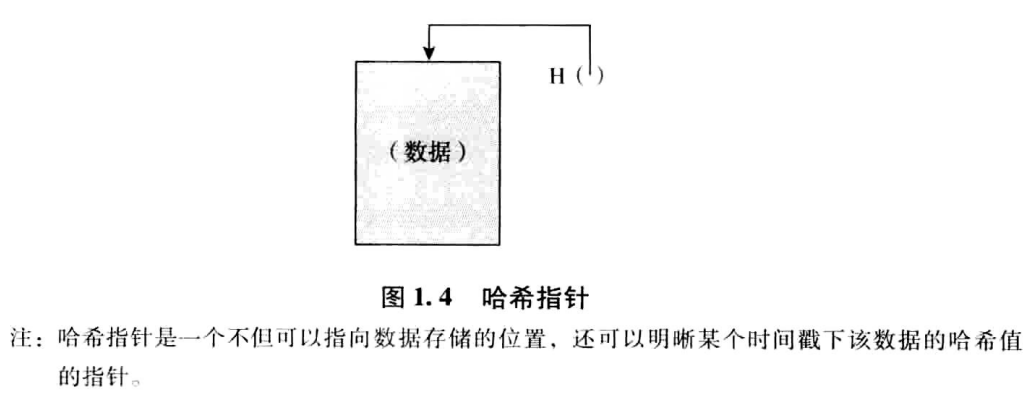 H( )
(数据)
图1.4 哈希指针
注：哈希指针是一个不但可以指向数据存储的位置，还可以明晰某个时间戳下该数据的哈希值
的指针。